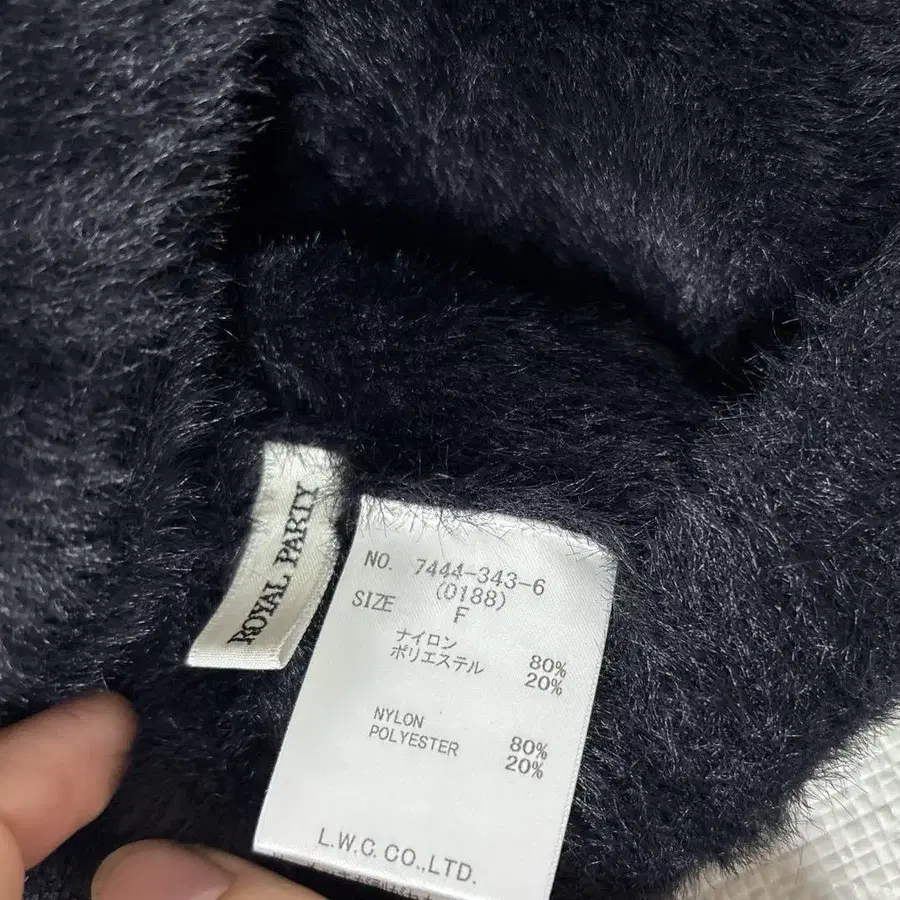 ROYAL PARTY
NO. 7444-343-6
(0188)
SIZE F
ナイロン 80%
ポリエステル 20%
NYLON 80%
POLYESTER 20%
L.W.C. CO.,LTD.